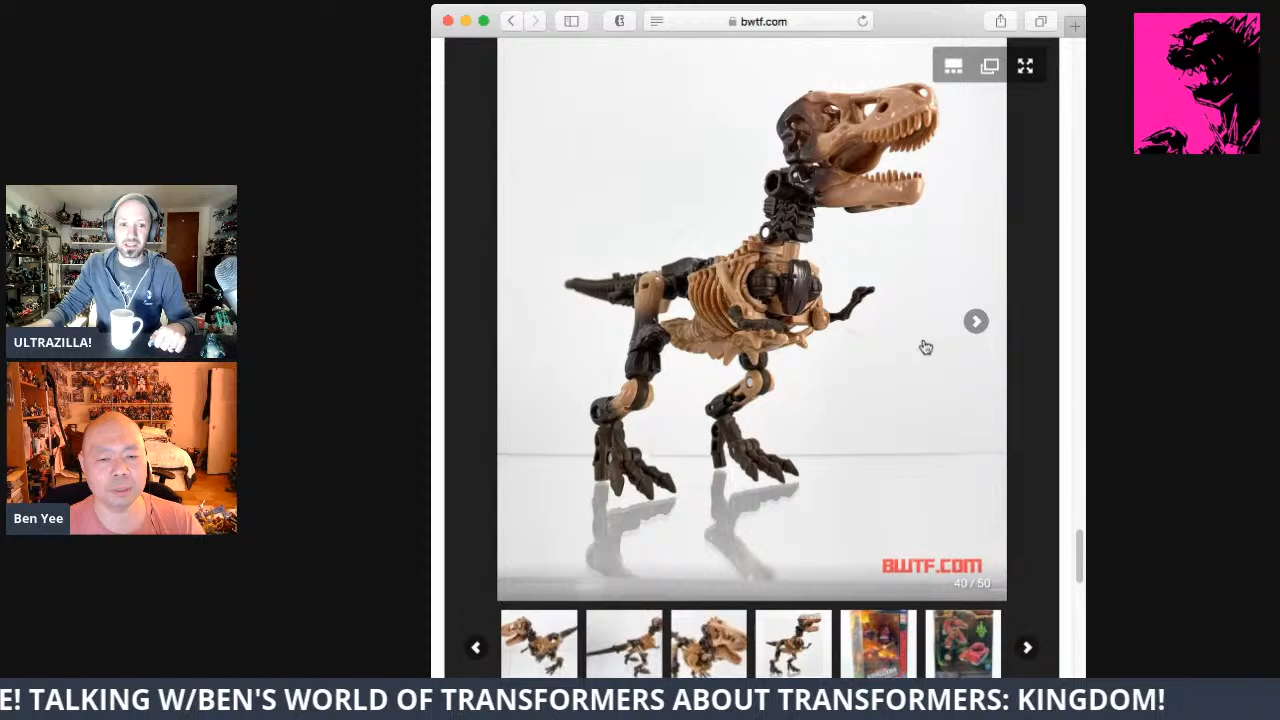 bwtf.com
ULTRAZILLA!
Ben Yee
BWTF.COM
40 / 50
E! TALKING W/BEN'S WORLD OF TRANSFORMERS ABOUT TRANSFORMERS: KINGDOM!